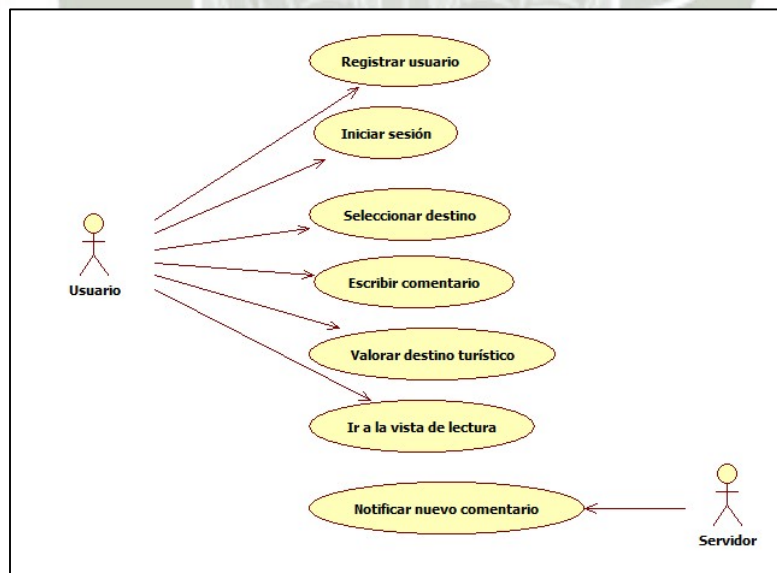 Registrar usuario
Iniciar sesión
Seleccionar destino
Escribir comentario
Usuario
Valorar destino turístico
Ir a la vista de lectura
Notificar nuevo comentario
Servidor